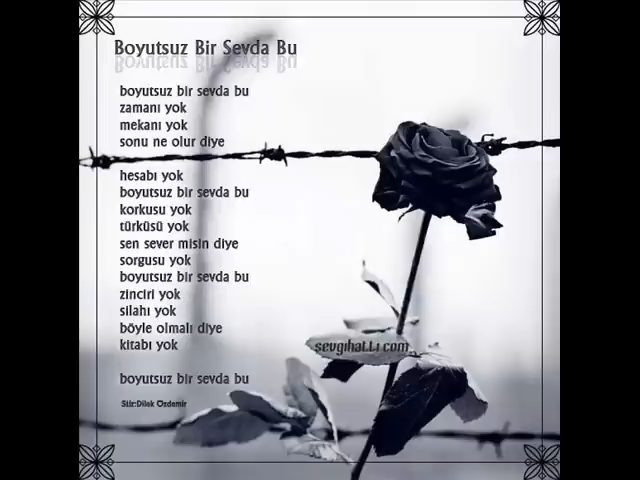 Boyutsuz Bir Sevda Bu
boyutsuz bir sevda bu
zamanı yok
mekanı yok
sonu ne olur diye
hesabı yok
boyutsuz bir sevda bu
korkusu yok
türküsü yok
sen sever misin diye
sorgusu yok
boyutsuz bir sevda bu
zinciri yok
silahı yok
böyle olmalı diye
kitabı yok
boyutsuz bir sevda bu
Şiir:Dilek Özdemir
sevgihatti.com